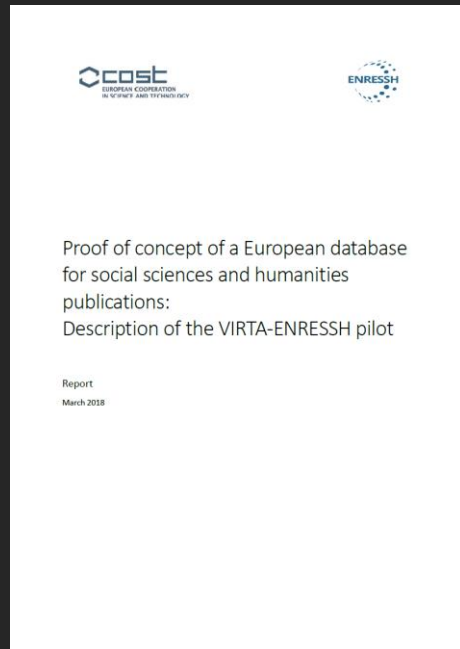 cost
EUROPEAN COOPERATION
IN SCIENCE AND TECHNOLOGY
ENRESSH
Proof of concept of a European database
for social sciences and humanities
publications:
Description of the VIRTA-ENRESSH pilot
Report
March 2018